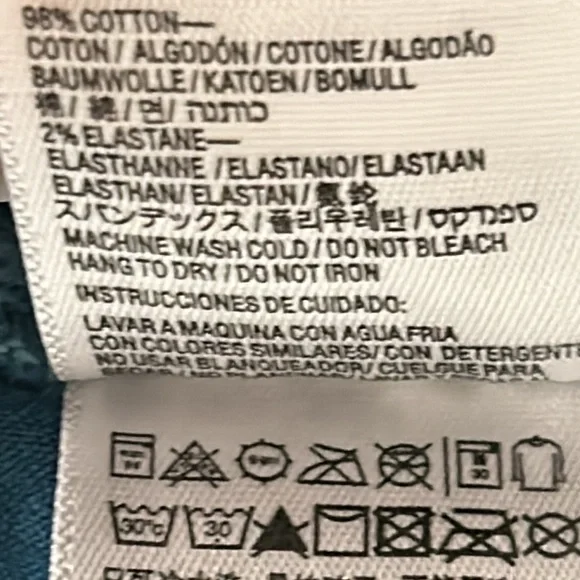 98% COTTON—
COTON / ALGODÓN / COTONE / ALGODÃO
BAUMWOLLE / KATOEN / BOMULL
綿 / 綿 / 면 / כותנה
2% ELASTANE—
ELASTHANNE / ELASTANO / ELASTAAN
ELASTHAN / ELASTAN / 氨纶
スパンデックス / 폴리우레탄 / ספנדקס
MACHINE WASH COLD / DO NOT BLEACH
HANG TO DRY / DO NOT IRON
INSTRUCCIONES DE CUIDADO:
LAVAR A MAQUINA CON AGUA FRIA
CON COLORES SIMILARES / CON DETERGENT
NO USAR BLANQUEADOR / CUELGUE PARA
30
30°C 30